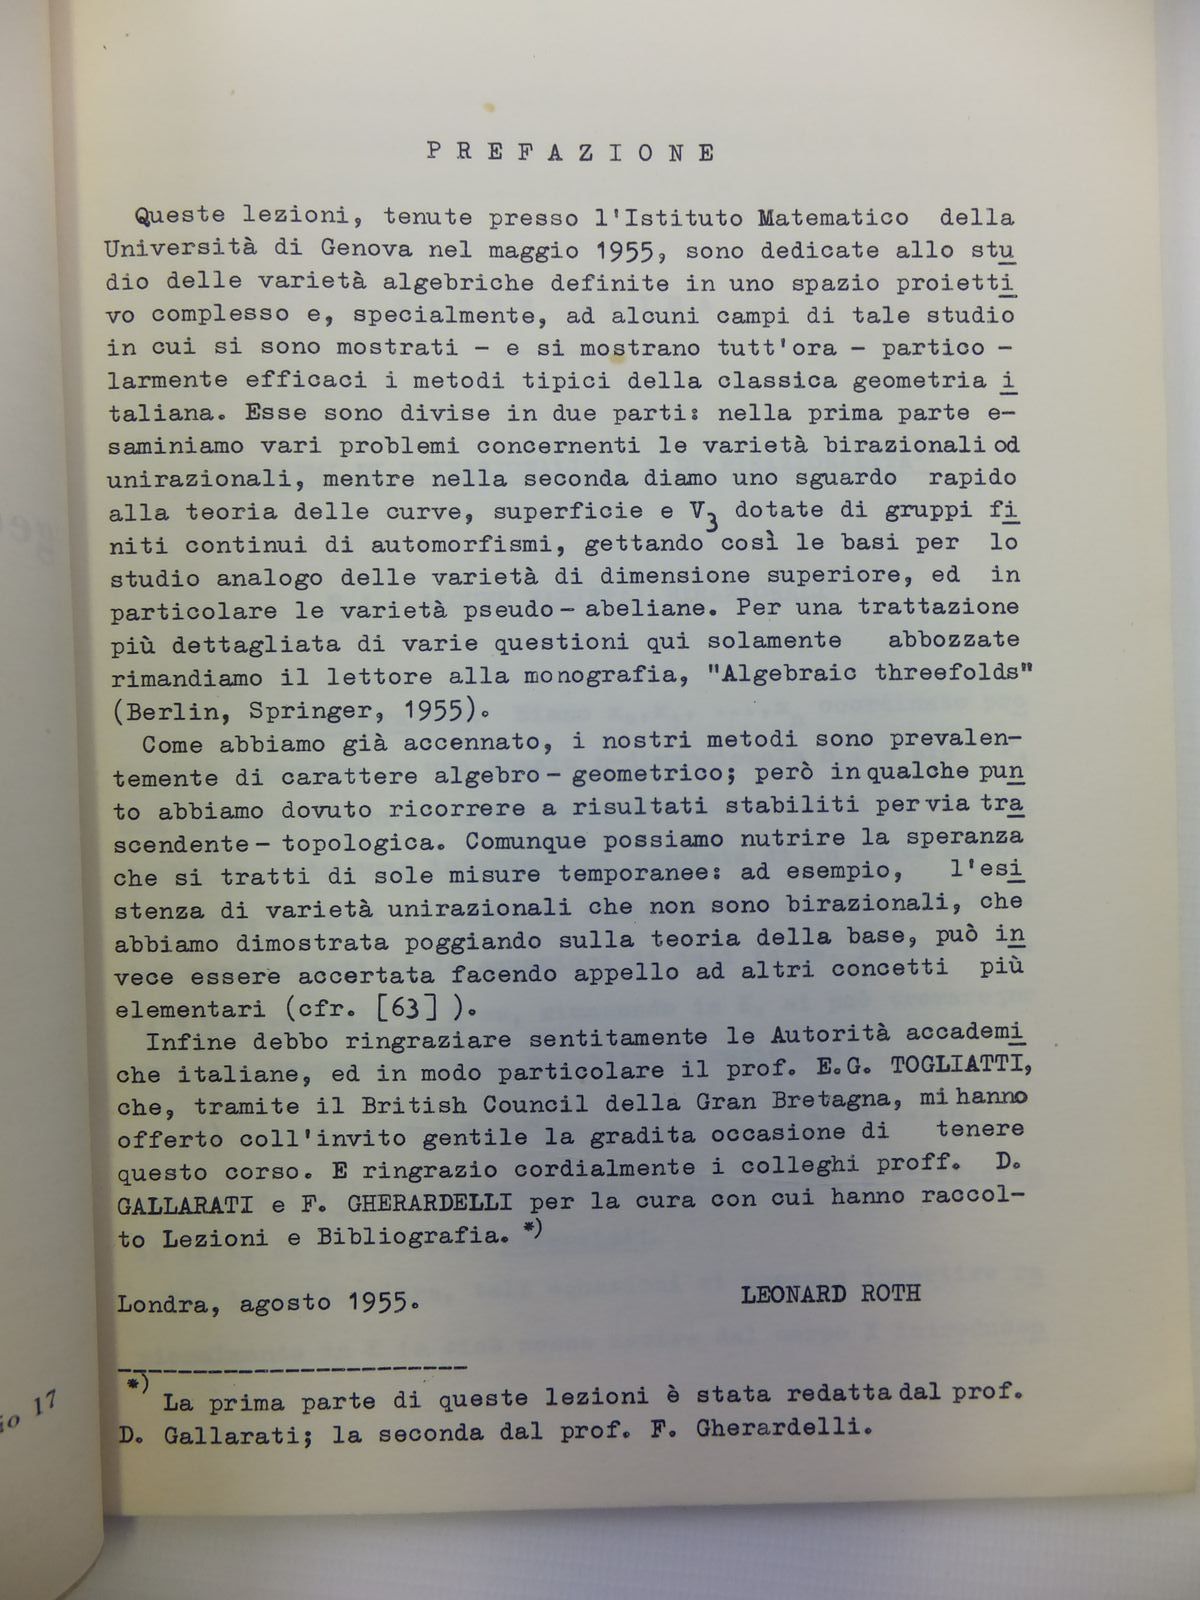 PREFAZIONE
Queste lezioni, tenute presso l'Istituto Matematico della
Università di Genova nel maggio 1955, sono dedicate allo stu
dio delle varietà algebriche definite in uno spazio proietti
vo complesso e, specialmente, ad alcuni campi di tale studio
in cui si sono mostrati - e si mostrano tutt'ora - partico -
larmente efficaci i metodi tipici della classica geometria i
taliana. Esse sono divise in due parti: nella prima parte e-
saminiamo vari problemi concernenti le varietà birazionali od
unirazionali, mentre nella seconda diamo uno sguardo rapido
alla teoria delle curve, superficie e V3 dotate di gruppi fi
niti continui di automorfismi, gettando così le basi per lo
studio analogo delle varietà di dimensione superiore, ed in
particolare le varietà pseudo - abeliane. Per una trattazione
più dettagliata di varie questioni qui solamente abbozzate
rimandiamo il lettore alla monografia, "Algebraic threefolds"
(Berlin, Springer, 1955).
Come abbiamo già accennato, i nostri metodi sono prevalen-
temente di carattere algebro - geometrico; però in qualche pun
to abbiamo dovuto ricorrere a risultati stabiliti per via tra
scendente - topologica. Comunque possiamo nutrire la speranza
che si tratti di sole misure temporanee: ad esempio, l'esi
stenza di varietà unirazionali che non sono birazionali, che
abbiamo dimostrata poggiando sulla teoria della base, può in
vece essere accertata facendo appello ad altri concetti più
elementari (cfr. [63] ).
Infine debbo ringraziare sentitamente le Autorità accademi
che italiane, ed in modo particolare il prof. E.G. TOGLIATTI,
che, tramite il British Council della Gran Bretagna, mi hanno
offerto coll'invito gentile la gradita occasione di tenere
questo corso. E ringrazio cordialmente i colleghi proff. D.
GALLARATI e F. GHERARDELLI per la cura con cui hanno raccol-
to Lezioni e Bibliografia. *)
Londra, agosto 1955. LEONARD ROTH
*) La prima parte di queste lezioni è stata redatta dal prof.
D. Gallarati; la seconda dal prof. F. Gherardelli.
17